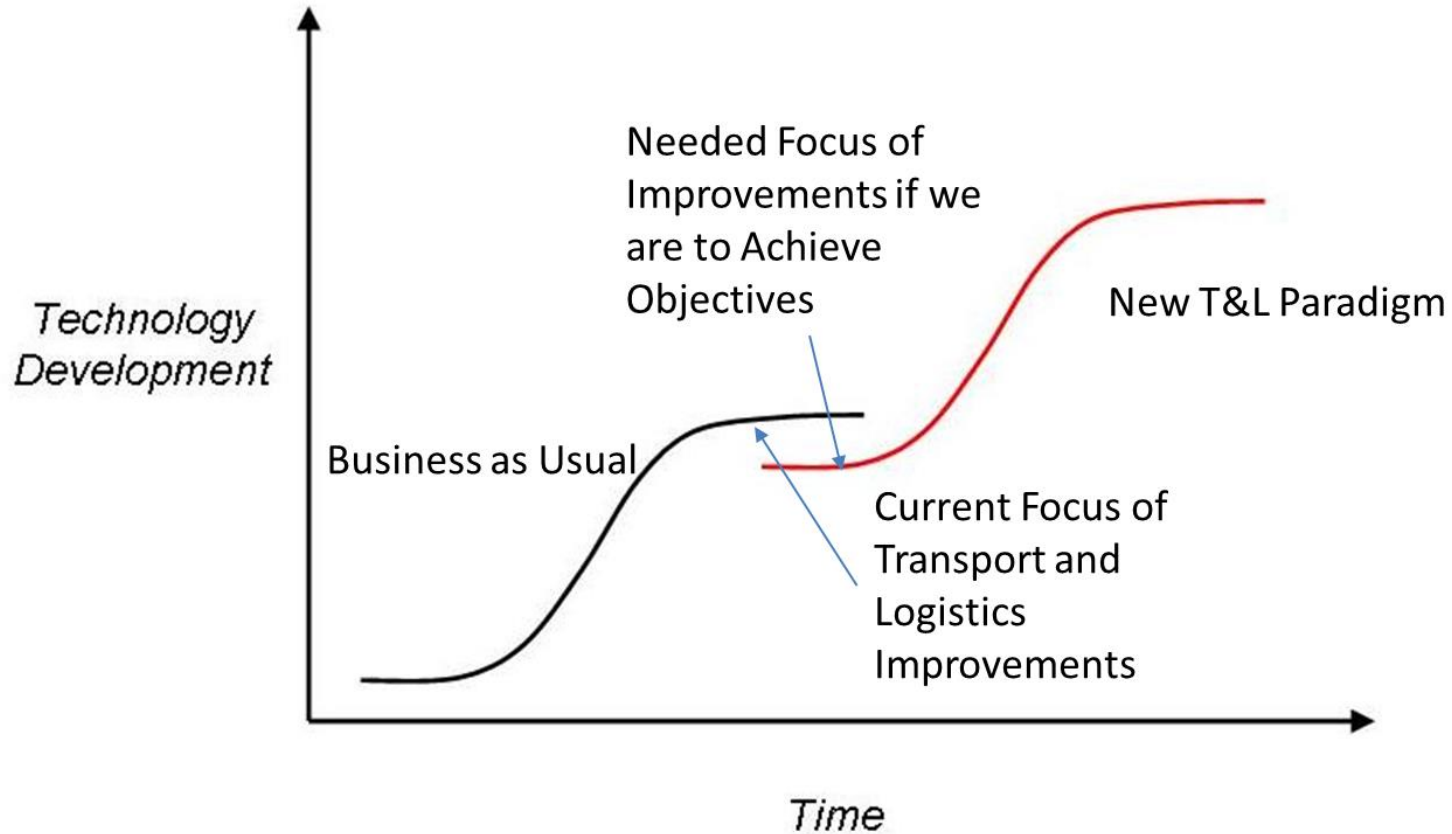 Needed Focus of
Improvements if we
are to Achieve
Objectives
New T&L Paradigm
Technology
Development
Business as Usual
Current Focus of
Transport and
Logistics
Improvements
Time